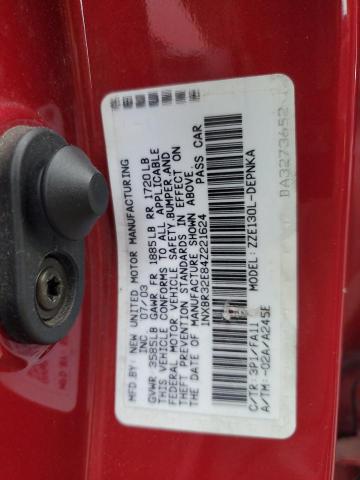 MFD. BY: NEW UNITED MOTOR MANUFACTURING
INC 07/03
GVWR 3585LB GAWR FR 1885LB RR 1720LB
THIS VEHICLE CONFORMS TO ALL APPLICABLE
FEDERAL MOTOR VEHICLE SAFETY, BUMPER, AND
THEFT PREVENTION STANDARDS IN EFFECT ON
THE DATE OF MANUFACTURE SHOWN ABOVE.
1NXBR32E84Z221624 PASS CAR
C/TR: 3P1/FA11 MODEL: ZZE130L-DEPNKA
A/TM: -02A/A245E
DA3273652